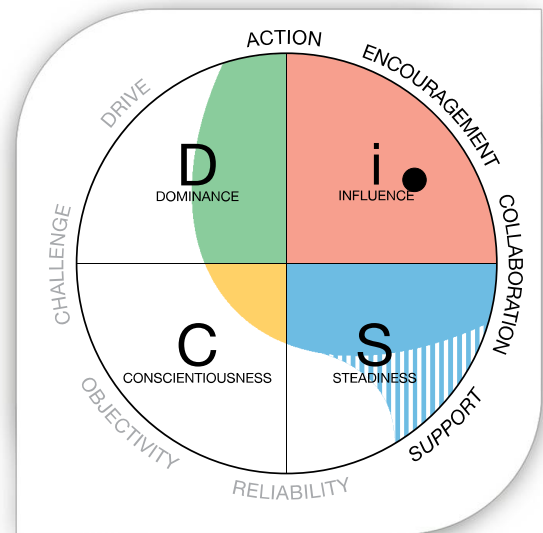 ACTION
ENCOURAGEMENT
DRIVE
D
DOMINANCE
i
INFLUENCE
CHALLENGE
COLLABORATION
C
CONSCIENTIOUSNESS
S
STEADINESS
OBJECTIVITY
SUPPORT
RELIABILITY